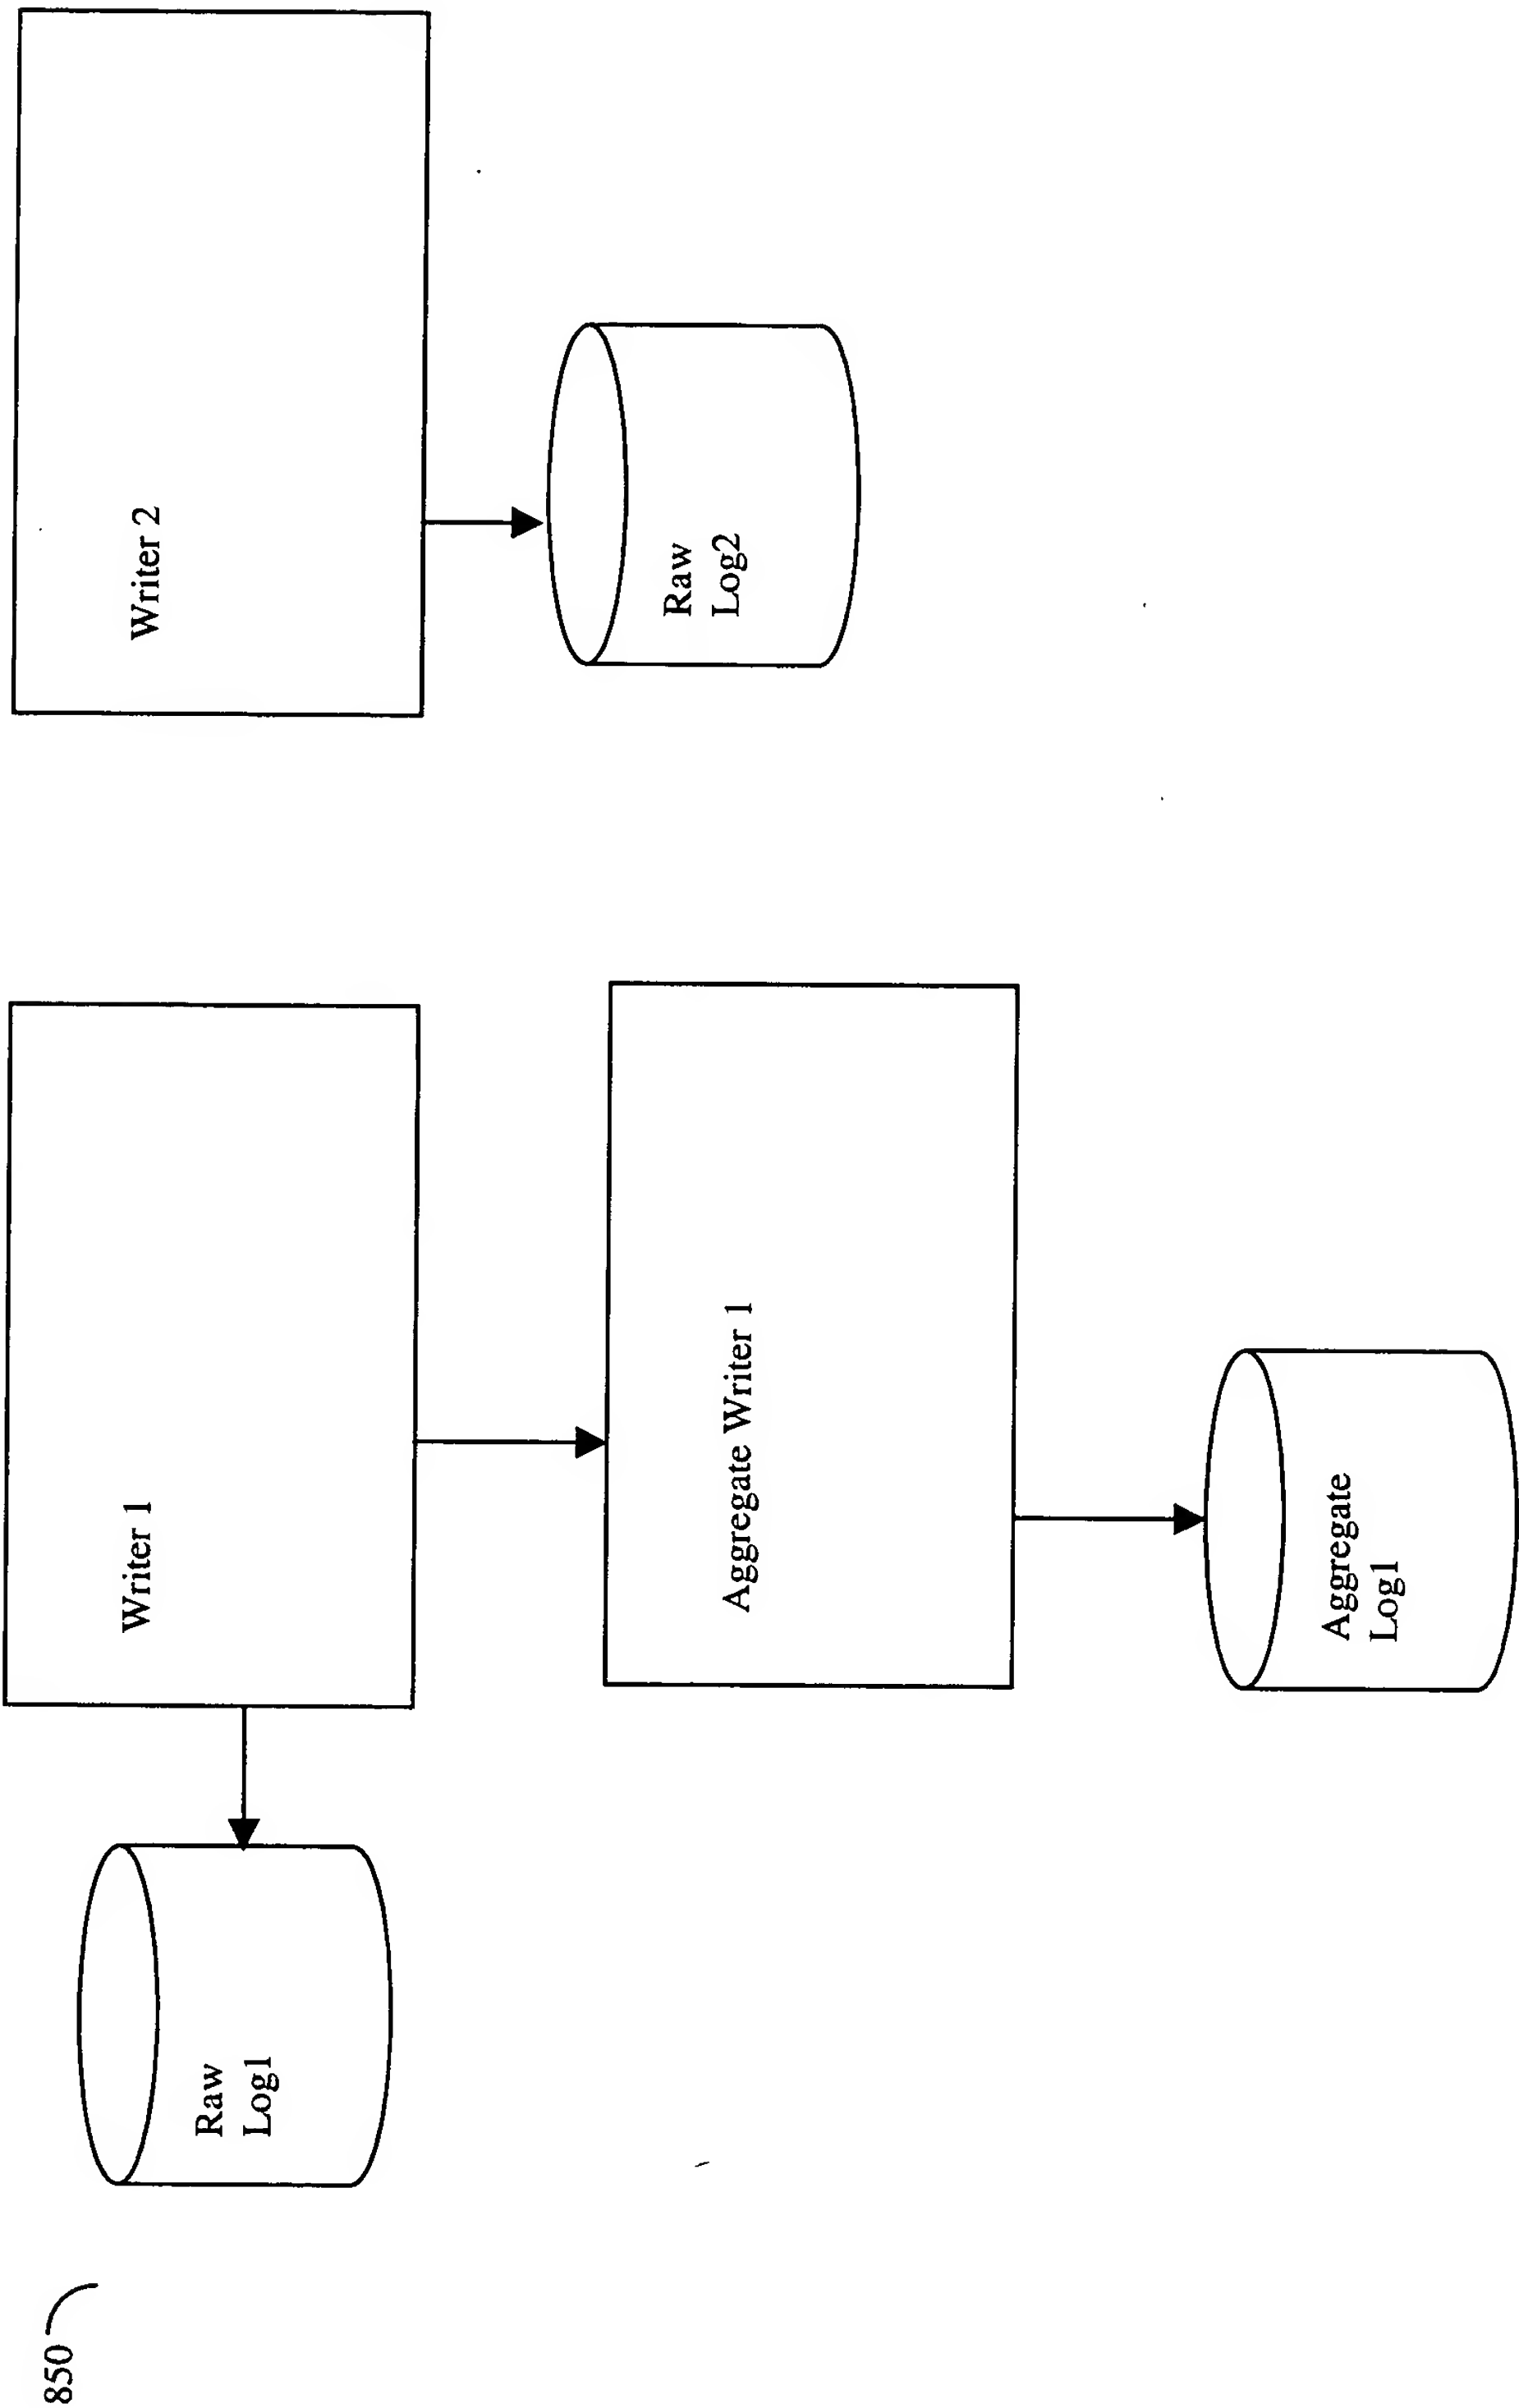 850
Raw
Log1
Writer 1
Writer 2
Raw
Log2
Aggregate Writer 1
Aggregate
Log1